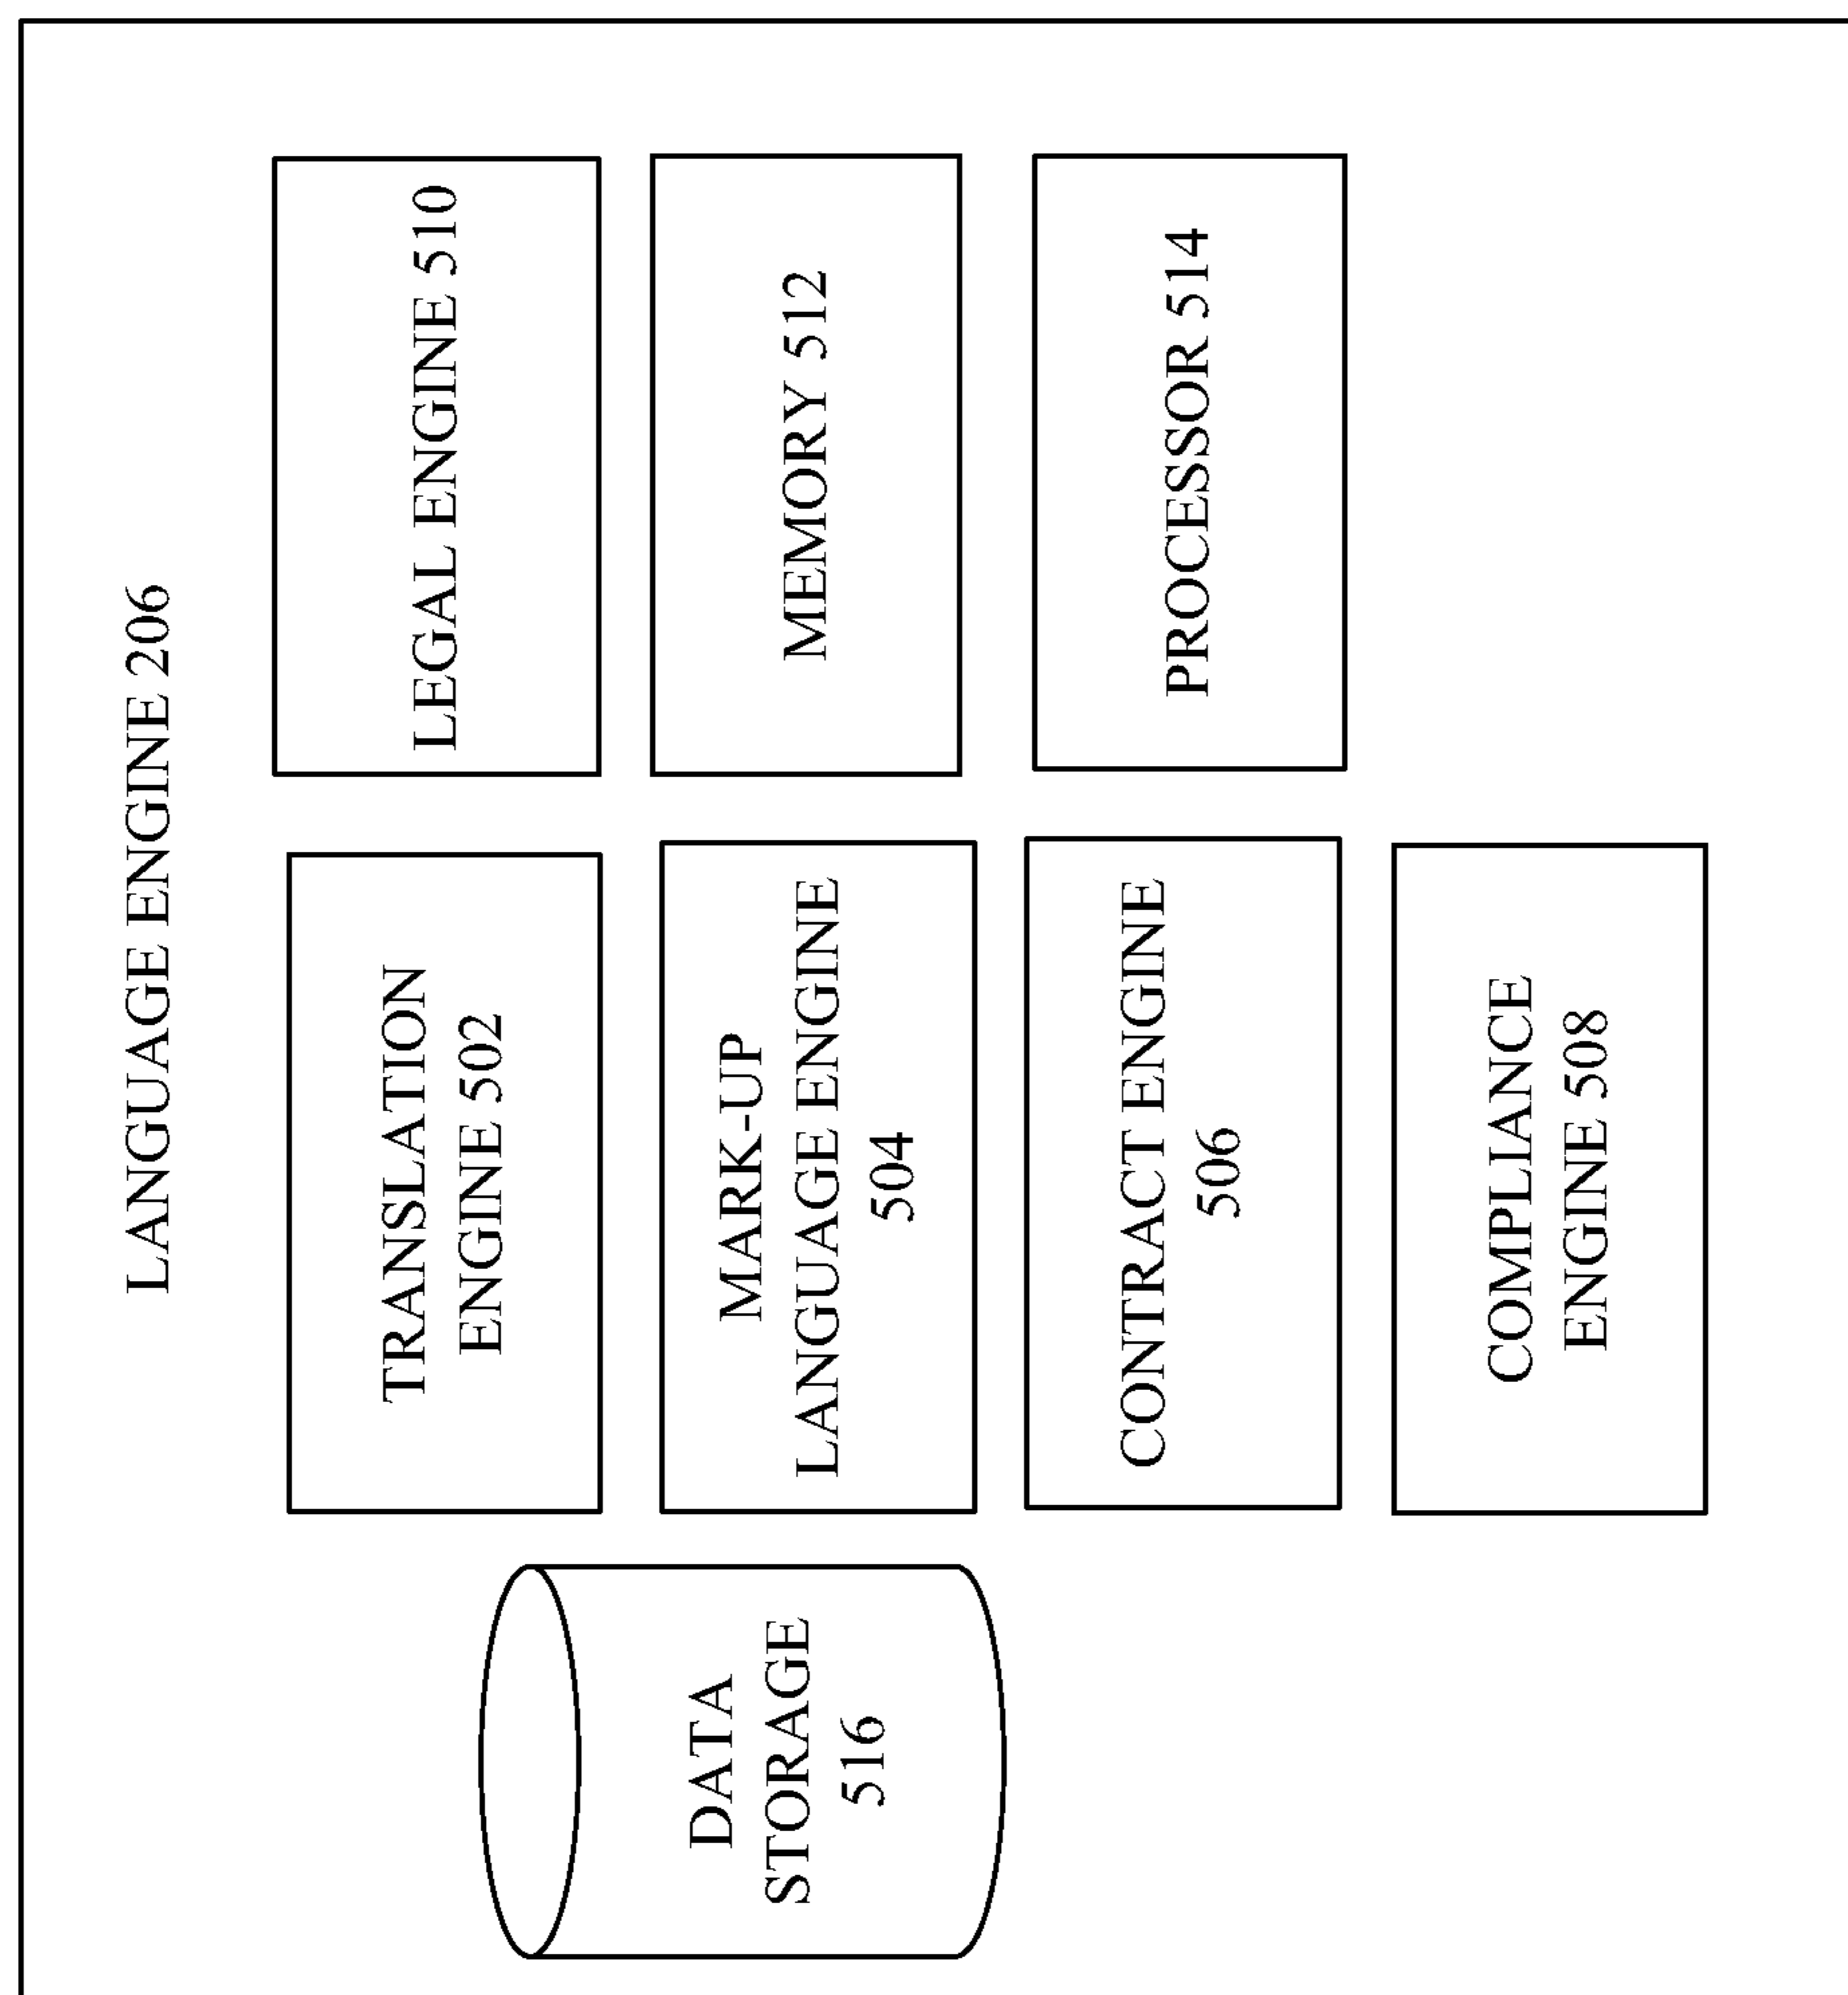 LANGUAGE ENGINE 206
DATA
STORAGE
516
TRANSLATION
ENGINE 502
MARK-UP
LANGUAGE ENGINE
504
CONTRACT ENGINE
506
COMPLIANCE
ENGINE 508
LEGAL ENGINE 510
MEMORY 512
PROCESSOR 514